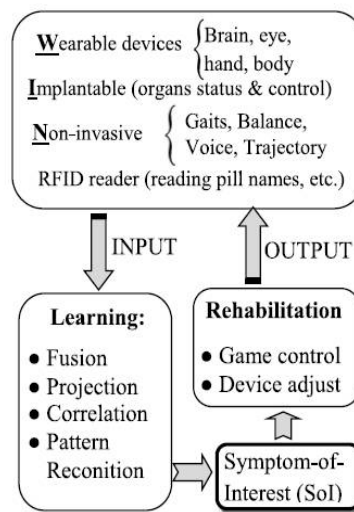 Wearable devices { Brain, eye,
hand, body
Implantable (organs status & control)
Non-invasive { Gaits, Balance,
Voice, Trajectory
RFID reader (reading pill names, etc.)
INPUT
OUTPUT
Learning:
● Fusion
● Projection
● Correlation
● Pattern
Reconition
Rehabilitation
● Game control
● Device adjust
Symptom-of-
Interest (SoI)